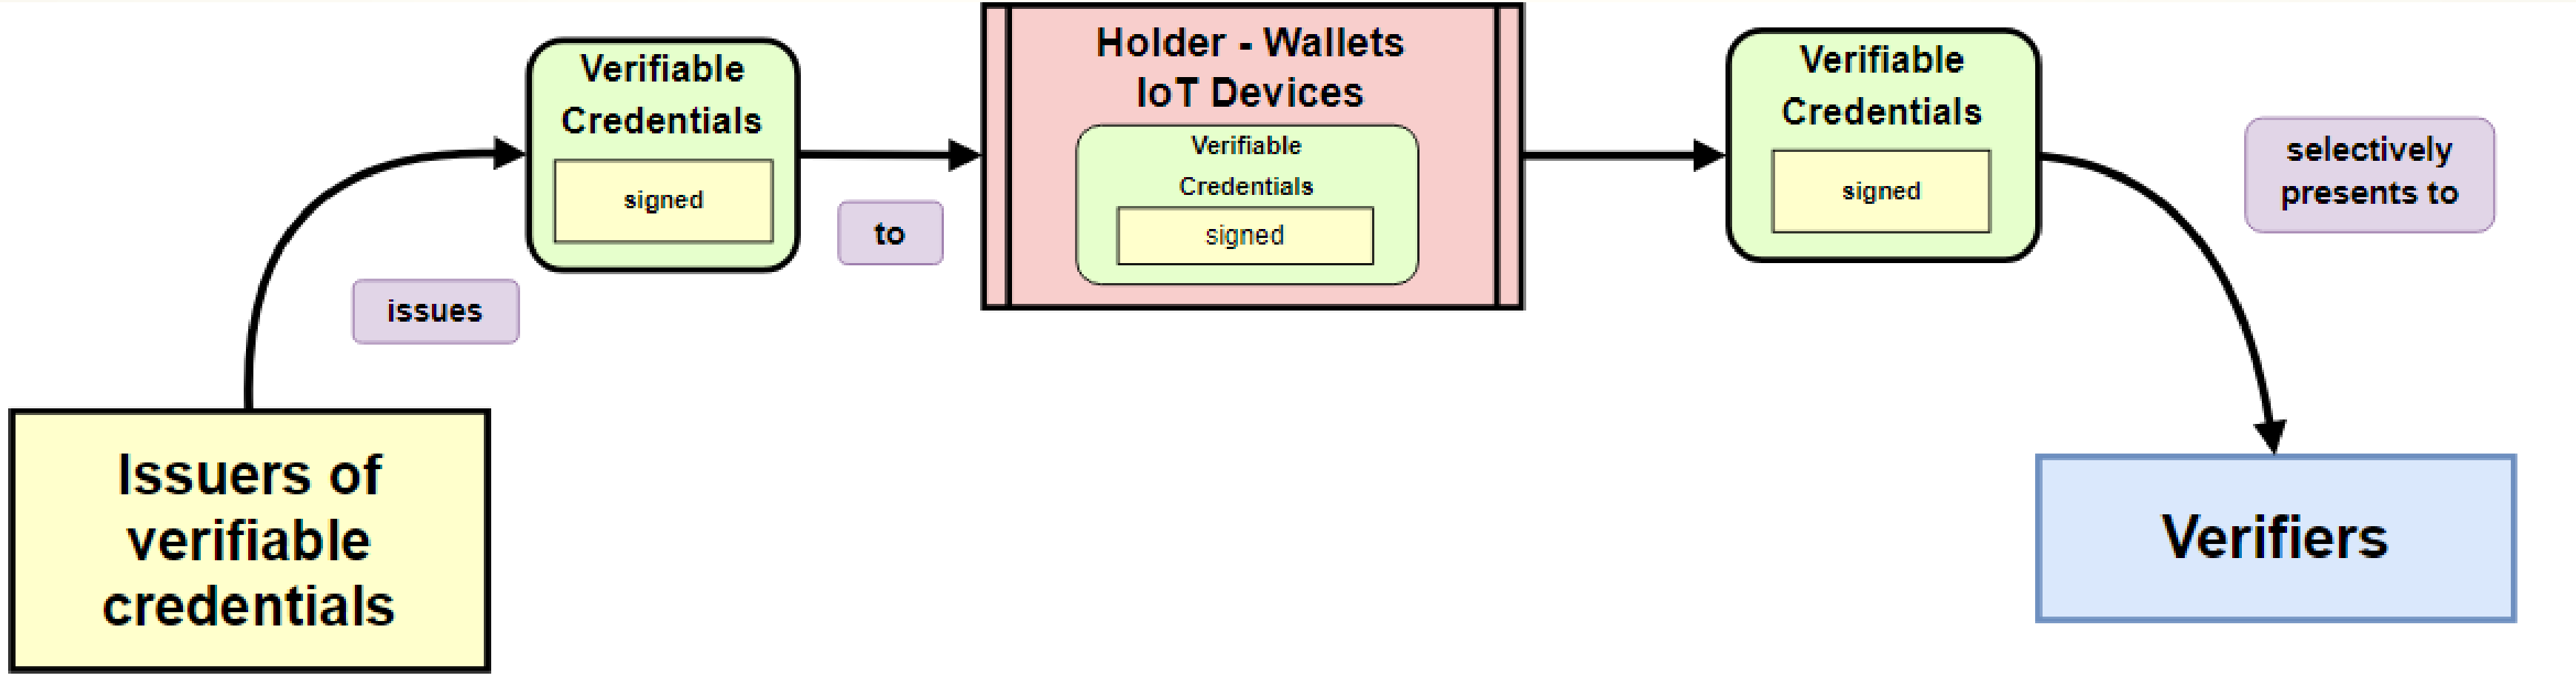 Issuers of
verifiable
credentials
issues
Verifiable
Credentials
signed
to
Holder - Wallets
IoT Devices
Verifiable
Credentials
signed
Verifiable
Credentials
signed
selectively
presents to
Verifiers